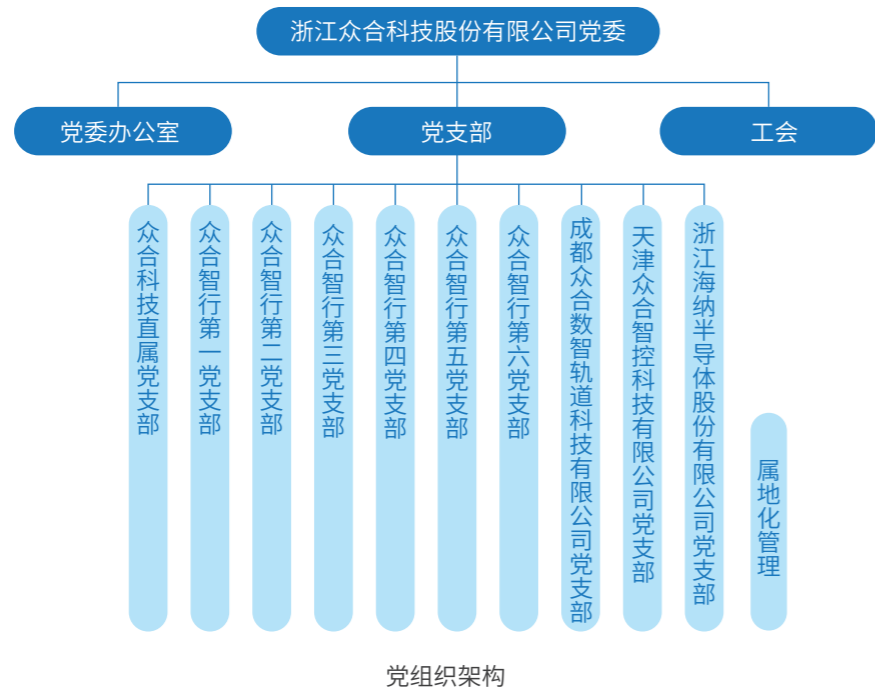 浙江众合科技股份有限公司党委
党委办公室
党支部
工会
众合科技直属党支部
众合智行第一党支部
众合智行第二党支部
众合智行第三党支部
众合智行第四党支部
众合智行第五党支部
众合智行第六党支部
成都众合数智轨道科技有限公司党支部
天津众合智控科技有限公司党支部
浙江海纳半导体股份有限公司党支部
属地化管理
党组织架构